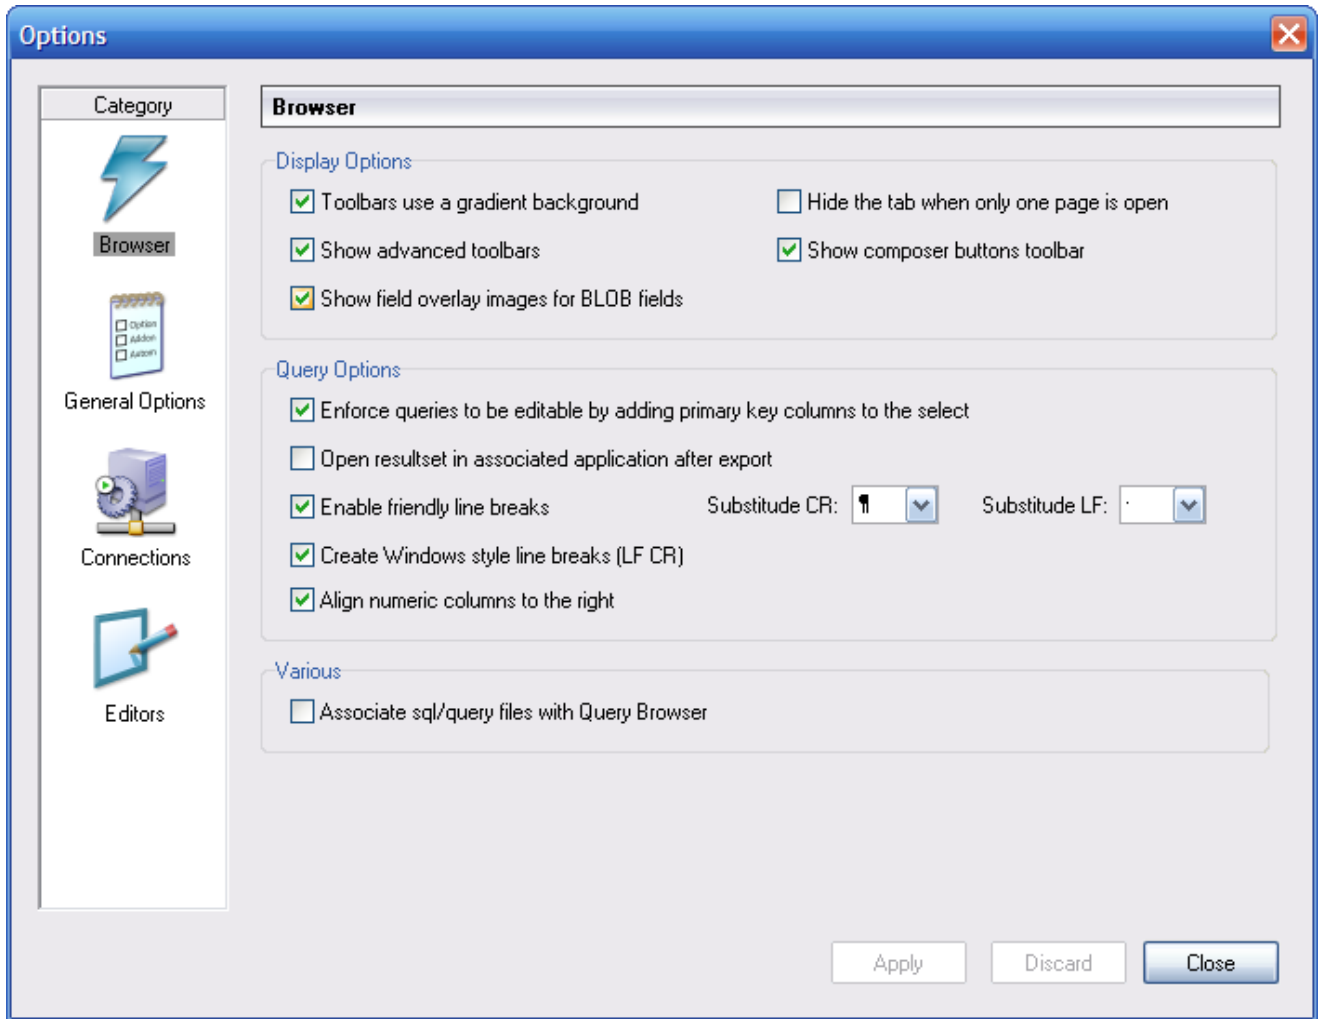 Options
Category
Browser
General Options
Connections
Editors
Option
Addon
Browser
Display Options
Toolbars use a gradient background
Hide the tab when only one page is open
Show advanced toolbars
Show composer buttons toolbar
Show field overlay images for BLOB fields
Query Options
Enforce queries to be editable by adding primary key columns to the select
Open resultset in associated application after export
Enable friendly line breaks Substitude CR: ¶ Substitude LF: ·
Create Windows style line breaks (LF CR)
Align numeric columns to the right
Various
Associate sql/query files with Query Browser
Apply Discard Close